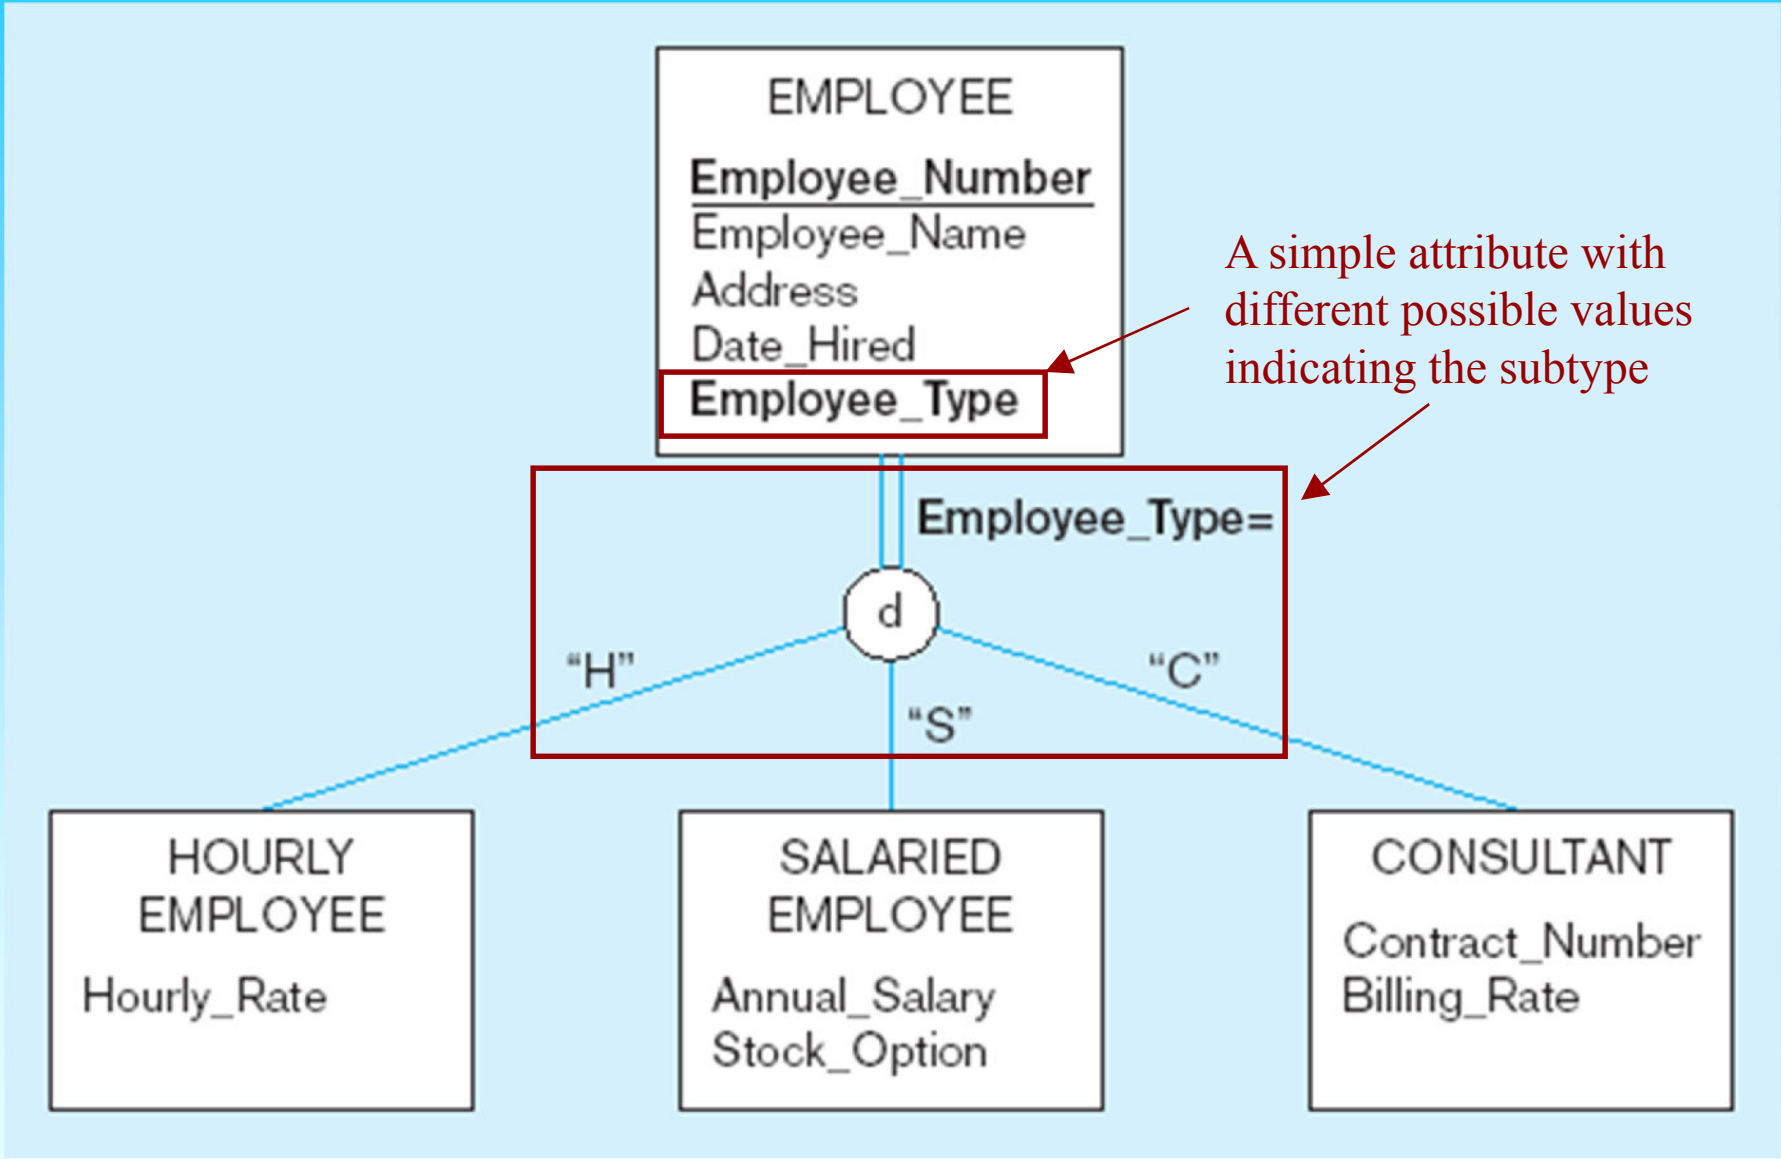 EMPLOYEE
Employee_Number
Employee_Name
Address
Date_Hired
Employee_Type
A simple attribute with
different possible values
indicating the subtype
Employee_Type=
d
“H”
“S”
“C”
HOURLY
EMPLOYEE
Hourly_Rate
SALARIED
EMPLOYEE
Annual_Salary
Stock_Option
CONSULTANT
Contract_Number
Billing_Rate